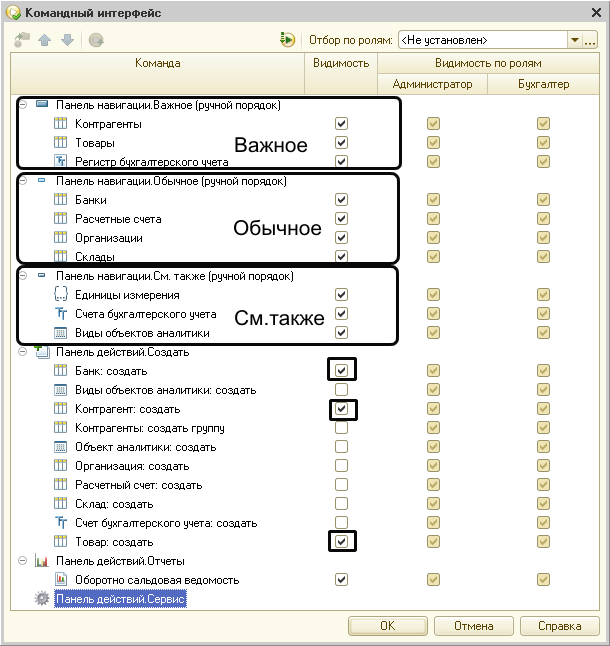 Командный интерфейс
Отбор по ролям: <Не установлен>
Команда Видимость Видимость по ролям
Администратор Бухгалтер
Панель навигации.Важное (ручной порядок)
Контрагенты
Товары
Важное
Регистр бухгалтерского учета
Панель навигации.Обычное (ручной порядок)
Банки
Расчетные счета
Обычное
Организации
Склады
Панель навигации.См. также (ручной порядок)
Единицы измерения
Счета бухгалтерского учета
См.также
Виды объектов аналитики
Панель действий.Создать
Банк: создать
Виды объектов аналитики: создать
Контрагент: создать
Контрагенты: создать группу
Объект аналитики: создать
Организация: создать
Расчетный счет: создать
Склад: создать
Счет бухгалтерского учета: создать
Товар: создать
Панель действий.Отчеты
Оборотно сальдовая ведомость
Панель действий.Сервис
ОК Отмена Справка